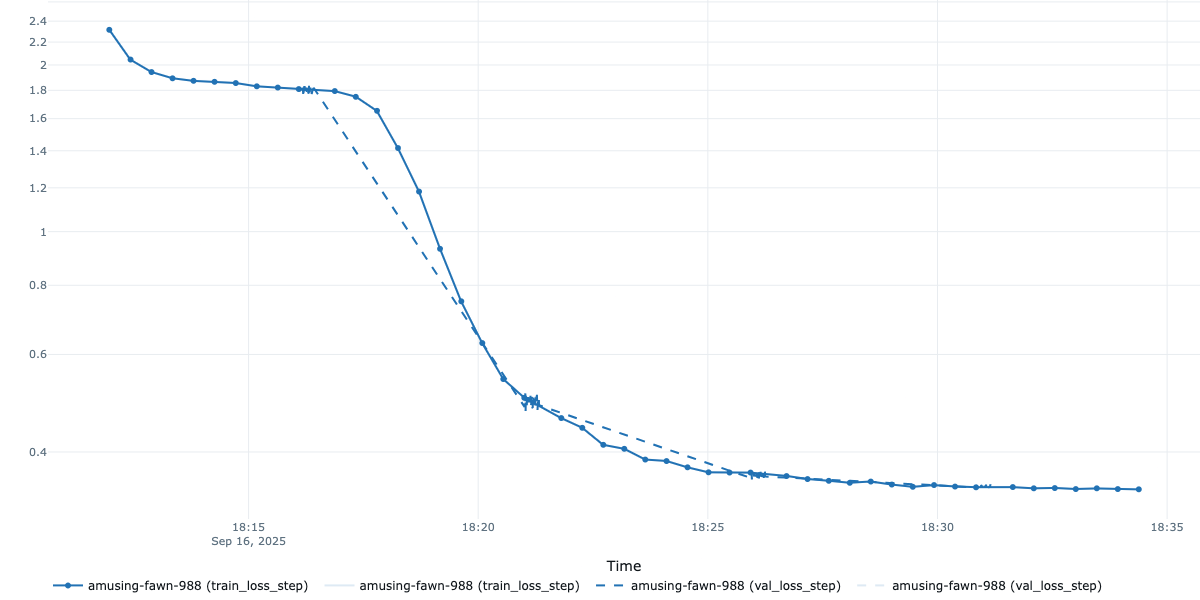 2.4
2.2
2
1.8
1.6
1.4
1.2
1
0.8
0.6
0.4
18:15 18:20 18:25 18:30 18:35
Sep 16, 2025
Time
amusing-fawn-988 (train_loss_step) amusing-fawn-988 (train_loss_step) amusing-fawn-988 (val_loss_step) amusing-fawn-988 (val_loss_step)